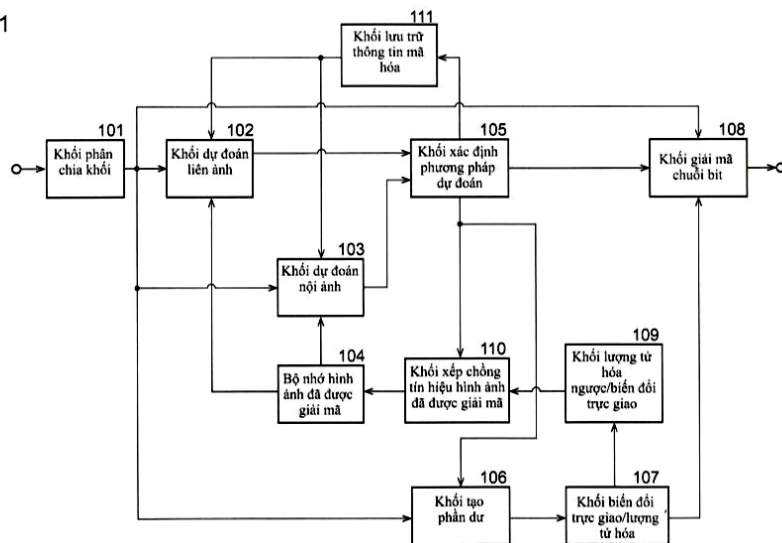 1
111
Khối lưu trữ
thông tin mã
hóa
101
Khối phân
chia khối
102
Khối dự đoán
liên ảnh
105
Khối xác định
phương pháp
dự đoán
108
Khối giải mã
chuỗi bit
103
Khối dự đoán
nội ảnh
104
Bộ nhớ hình
ảnh đã được
giải mã
110
Khối xếp chồng
tín hiệu hình ảnh
đã được giải mã
109
Khối lượng tử
hóa
ngược/biến đổi
trực giao
106
Khối tạo
phần dư
107
Khối biến đổi
trực giao/lượng
tử hóa